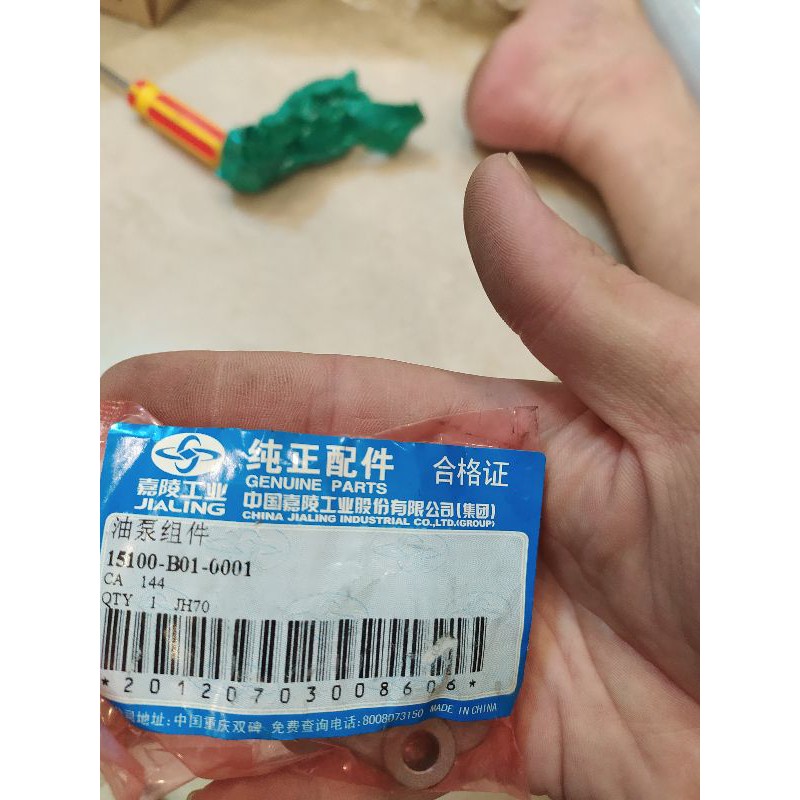 纯正配件
合格证
GENUINE PARTS
嘉陵工业
JIALING
中国嘉陵工业股份有限公司(集团)
CHINA JIALING INDUSTRIAL CO.,LTD.(GROUP)
油泵组件
15100-B01-0001
CA 144
QTY 1 JH70
*20120703008606*
地址:中国重庆双碑 免费查询电话:8008073150 MADE IN CHINA